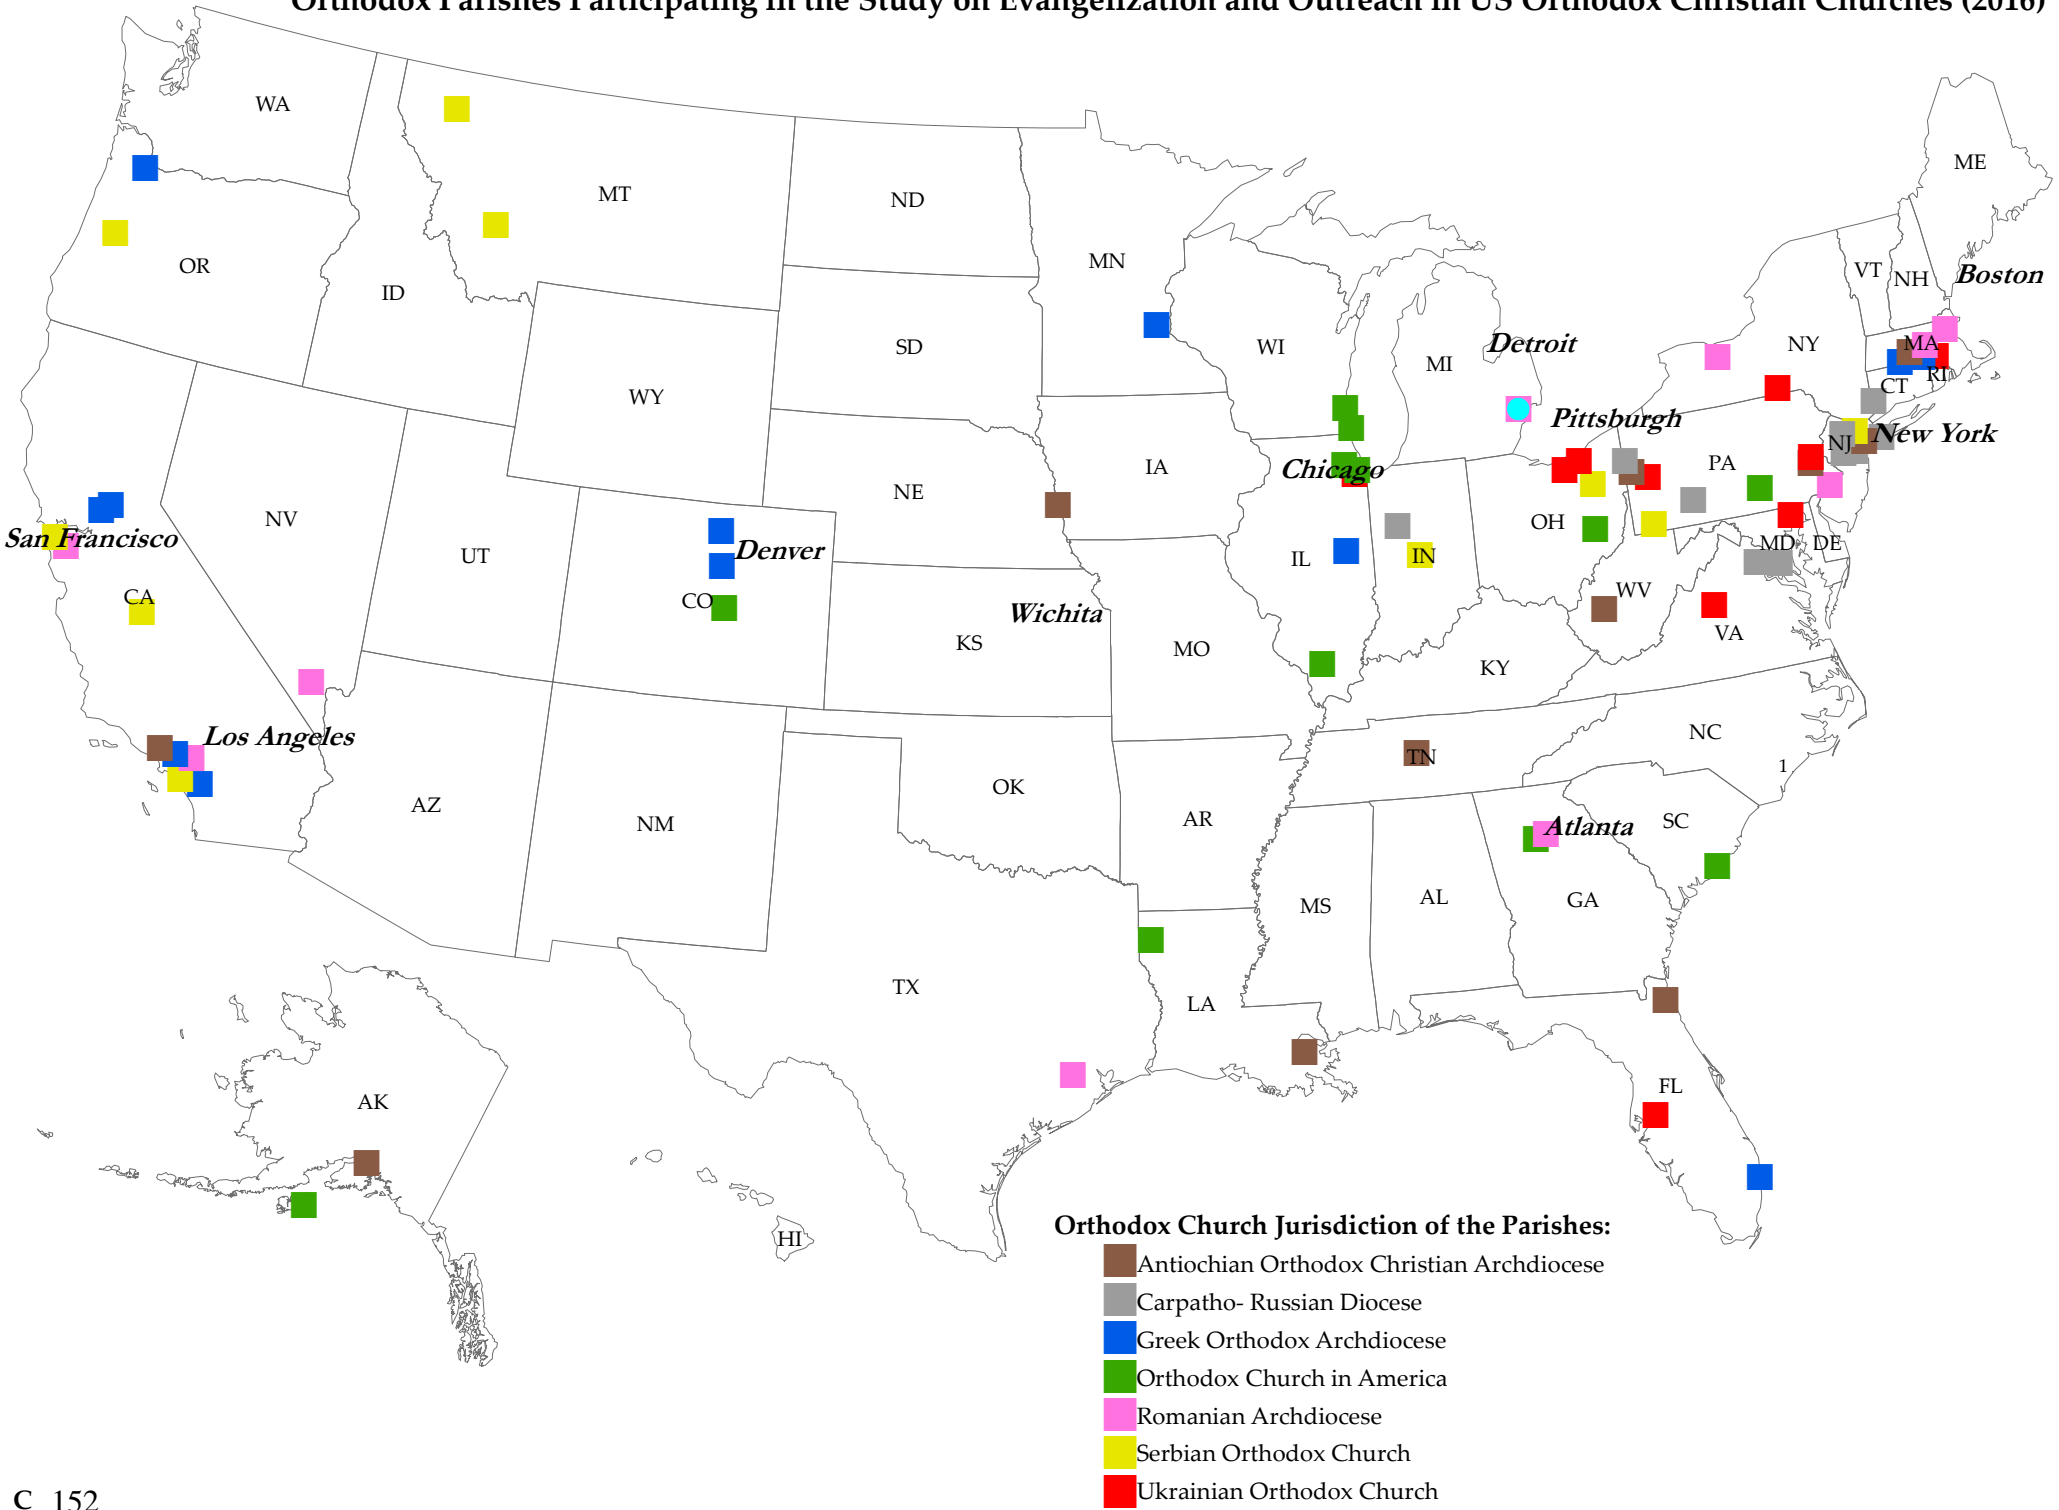 Orthodox Parishes Participating in the Study on Evangelization and Outreach in US Orthodox Christian Churches (2016)
WA
ME
MT
ND
MN
OR
ID
VT
NH
Boston
SD
WI
MI
Detroit
NY
MA
RI
CT
WY
Pittsburgh
New York
NJ
IA
Chicago
PA
NE
NV
San Francisco
UT
Denver
IL
IN
OH
MD
DE
CA
CO
Wichita
WV
VA
KS
MO
KY
Los Angeles
NC
TN
1
OK
AZ
NM
AR
Atlanta
SC
MS
AL
GA
TX
LA
AK
FL
HI
Orthodox Church Jurisdiction of the Parishes:
Antiochian Orthodox Christian Archdiocese
Carpatho- Russian Diocese
Greek Orthodox Archdiocese
Orthodox Church in America
Romanian Archdiocese
Serbian Orthodox Church
Ukrainian Orthodox Church
C 152